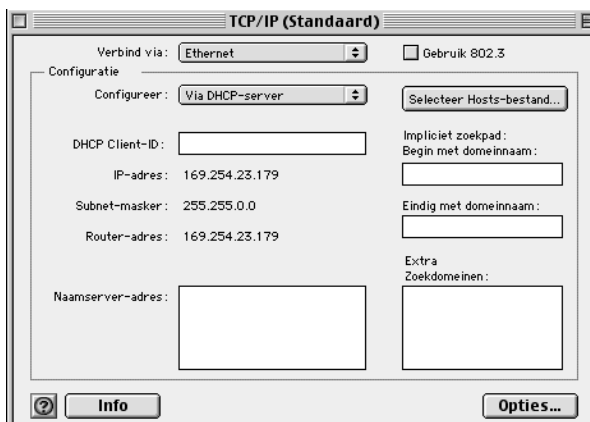 TCP/IP (Standaard)
Verbind via: Ethernet
Gebruik 802.3
Configuratie
Configureer: Via DHCP-server
Selecteer Hosts-bestand...
DHCP Client-ID:
Impliciet zoekpad:
Begin met domeinnaam:
IP-adres: 169.254.23.179
Subnet-masker: 255.255.0.0
Eindig met domeinnaam:
Router-adres: 169.254.23.179
Extra
Zoekdomeinen:
Naamserver-adres:
?
Info
Opties...